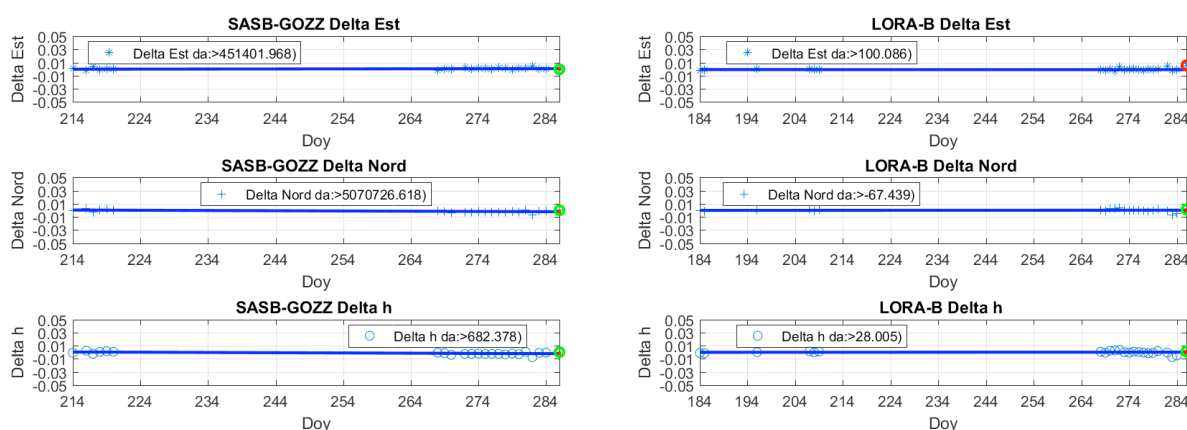 SASB-GOZZ Delta Est
Delta Est
0.05
0.03
0.01
-0.01
-0.03
-0.05
Delta Est da:>451401.968)
214 224 234 244 254 264 274 284
Doy
LORA-B Delta Est
Delta Est
0.05
0.03
0.01
-0.01
-0.03
-0.05
Delta Est da:>100.086)
184 194 204 214 224 234 244 254 264 274 284
Doy
SASB-GOZZ Delta Nord
Delta Nord
0.05
0.03
0.01
-0.01
-0.03
-0.05
Delta Nord da:>5070726.618)
214 224 234 244 254 264 274 284
Doy
LORA-B Delta Nord
Delta Nord
0.05
0.03
0.01
-0.01
-0.03
-0.05
Delta Nord da:>-67.439)
184 194 204 214 224 234 244 254 264 274 284
Doy
SASB-GOZZ Delta h
Delta h
0.05
0.03
0.01
-0.01
-0.03
-0.05
Delta h da:>682.378)
214 224 234 244 254 264 274 284
Doy
LORA-B Delta h
Delta h
0.05
0.03
0.01
-0.01
-0.03
-0.05
Delta h da:>28.005)
184 194 204 214 224 234 244 254 264 274 284
Doy